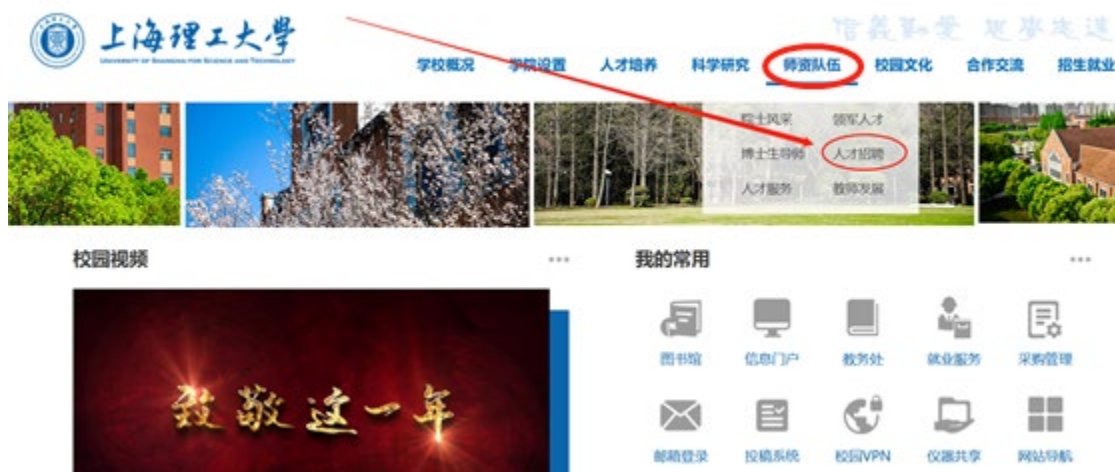 上海理工大學
UNIVERSITY OF SHANGHAI FOR SCIENCE AND TECHNOLOGY
信義勤愛 思學志遠
学校概况 学院设置 人才培养 科学研究 师资队伍 校园文化 合作交流 招生就业
院士风采 领军人才
博士生导师 人才招聘
人才服务 教师发展
校园视频
我的常用
致敬这一年
图书馆 信息门户 教务处 就业服务 采购管理
邮箱登录 投稿系统 校园VPN 仪器共享 网站导航